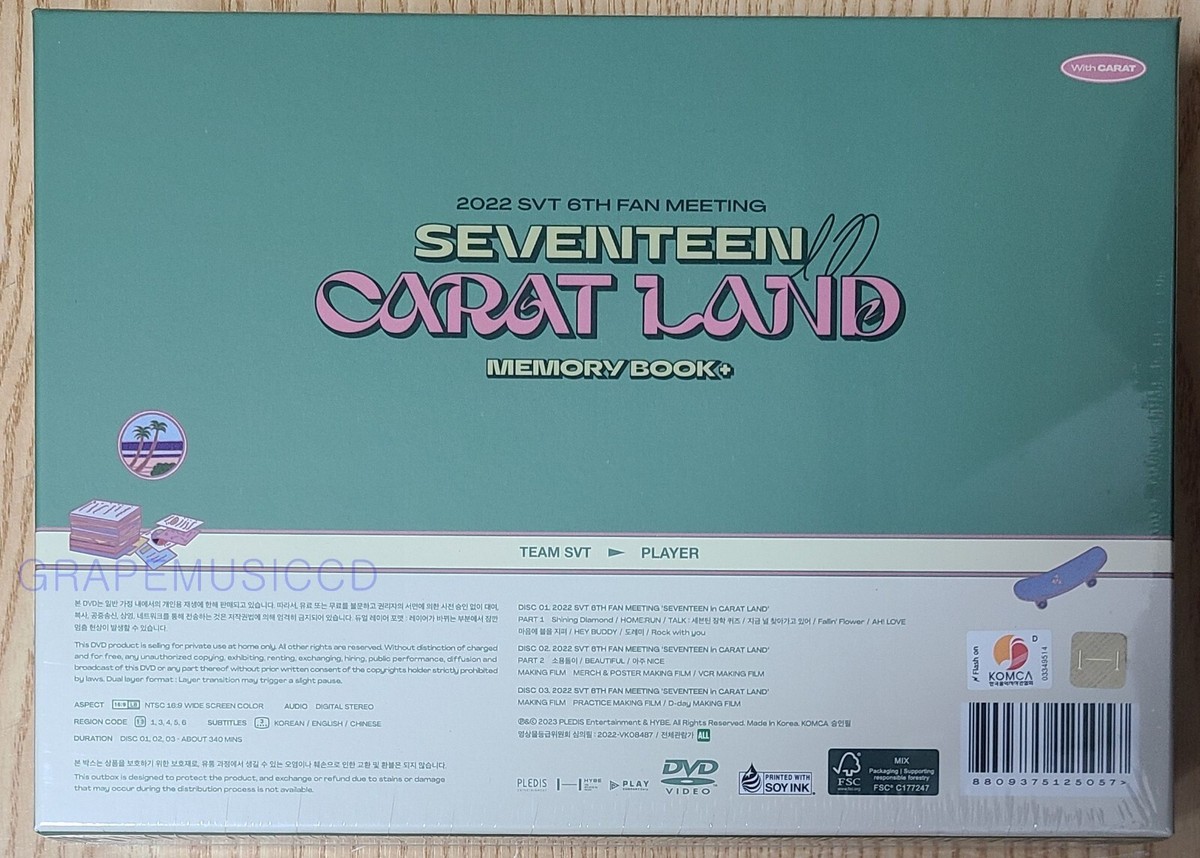 With CARAT
2022 SVT 6TH FAN MEETING
SEVENTEEN in
CARAT LAND
MEMORY BOOK+
TEAM SVT PLAYER
GRAPEMUSICCD
본 DVD는 일반 가정 내에서의 개인용 재생에 한해 판매되고 있습니다. 따라서, 유료 또는 무료를 불문하고 권리자의 서면에 의한 사전 승인 없이 대여,
복사, 공중송신, 상영, 네트워크를 통해 전송하는 것은 저작권법에 의해 엄격히 금지되어 있습니다. 듀얼 레이어 포맷 : 레이어가 바뀌는 부분에서 잠깐
멈춤 현상이 발생할 수 있습니다.
This DVD product is selling for private use at home only. All other rights are reserved. Without distinction of charged
and for free, any unauthorized copying, exhibiting, renting, exchanging, hiring, public performance, diffusion and
broadcast of this DVD or any part thereof without prior written consent of the copyrights holder strictly prohibited
by laws. Dual layer format : Layer transition may trigger a slight pause.
ASPECT 16:9 LB NTSC 16:9 WIDE SCREEN COLOR AUDIO DIGITAL STEREO
REGION CODE 1, 3, 4, 5, 6 SUBTITLES 3 KOREAN / ENGLISH / CHINESE
DURATION DISC 01, 02, 03 - ABOUT 340 MINS
본 박스는 상품을 보호하기 위한 보호재로, 유통 과정에서 생길 수 있는 오염이나 훼손으로 인한 교환 및 환불은 되지 않습니다.
This outbox is designed to protect the product, and exchange or refund due to stains or damage
that may occur during the distribution process is not available.
DISC 01. 2022 SVT 6TH FAN MEETING 'SEVENTEEN in CARAT LAND'
PART 1 Shining Diamond / HOME;RUN / TALK : 세븐틴 장학 퀴즈 / 지금 널 찾아가고 있어 / Fallin' Flower / AH! LOVE
마음에 불을 지펴 / HEY BUDDY / 도레미 / Rock with you
DISC 02. 2022 SVT 6TH FAN MEETING 'SEVENTEEN in CARAT LAND'
PART 2 소용돌이 / BEAUTIFUL / 아주 NICE
MAKING FILM MERCH & POSTER MAKING FILM / VCR MAKING FILM
DISC 03. 2022 SVT 6TH FAN MEETING 'SEVENTEEN in CARAT LAND'
MAKING FILM PRACTICE MAKING FILM / D-day MAKING FILM
℗&© 2023 PLEDIS Entertainment & HYBE. All Rights Reserved. Made In Korea. KOMCA 승인필
영상물등급위원회 심의필 : 2022-VK08487 / 전체관람가 ALL
PLEDIS
ENTERTAINMENT
HYBE
PLAY
DVD
VIDEO
PRINTED WITH
SOY INK
FSC
MIX
Packaging | Supporting
responsible forestry
FSC® C177247
Flash on
KOMCA
한국음악저작권협회
D
03349514
8809375125057>